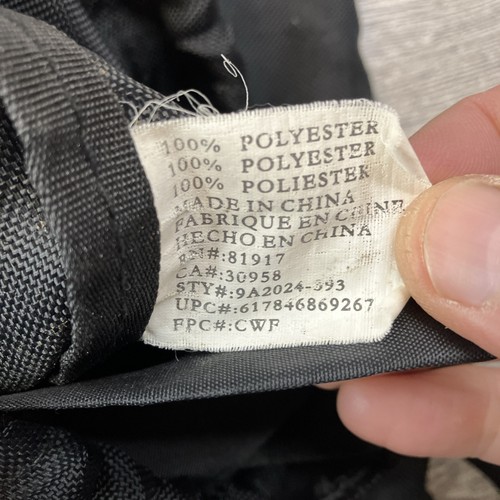 100% POLYESTER
100% POLYESTER
100% POLIESTER
MADE IN CHINA
FABRIQUE EN CHINE
HECHO EN CHINA
RN#:81917
CA#:30958
STY#:9A2024-393
UPC#:617846869267
FPC#:CWF